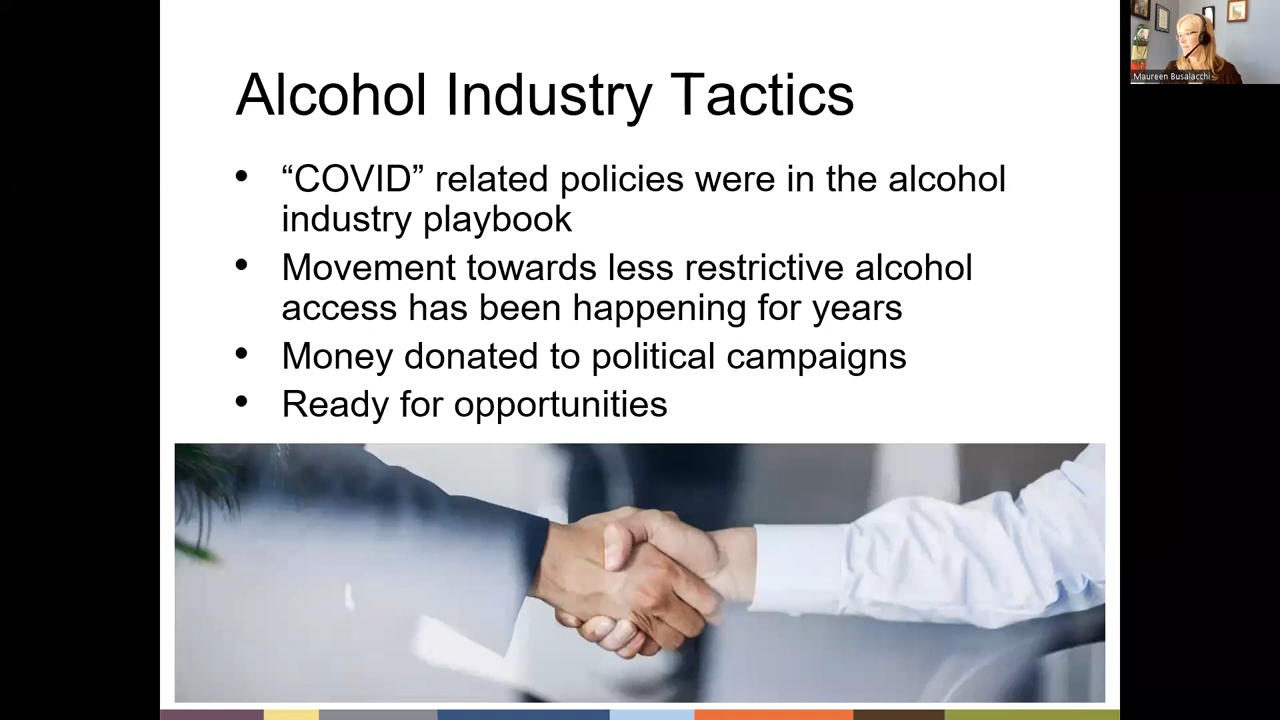 Alcohol Industry Tactics
• “COVID” related policies were in the alcohol
industry playbook
• Movement towards less restrictive alcohol
access has been happening for years
• Money donated to political campaigns
• Ready for opportunities
Maureen Busalacchi